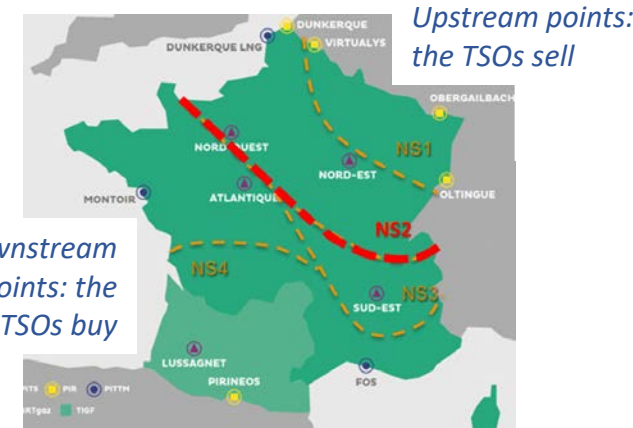 Upstream points:
the TSOs sell
DUNKERQUE
DUNKERQUE LNG
VIRTUALYS
OBERGAILBACH
NS1
NORD-OUEST
NORD-EST
OLTINGUE
MONTOIR
ATLANTIQUE
NS2
wnstream
oints: the
TSOs buy
NS4
NS3
SUD-EST
LUSSAGNET
PIRINEOS
FOS
PITS PIR PITTM
RTgaz TIGF